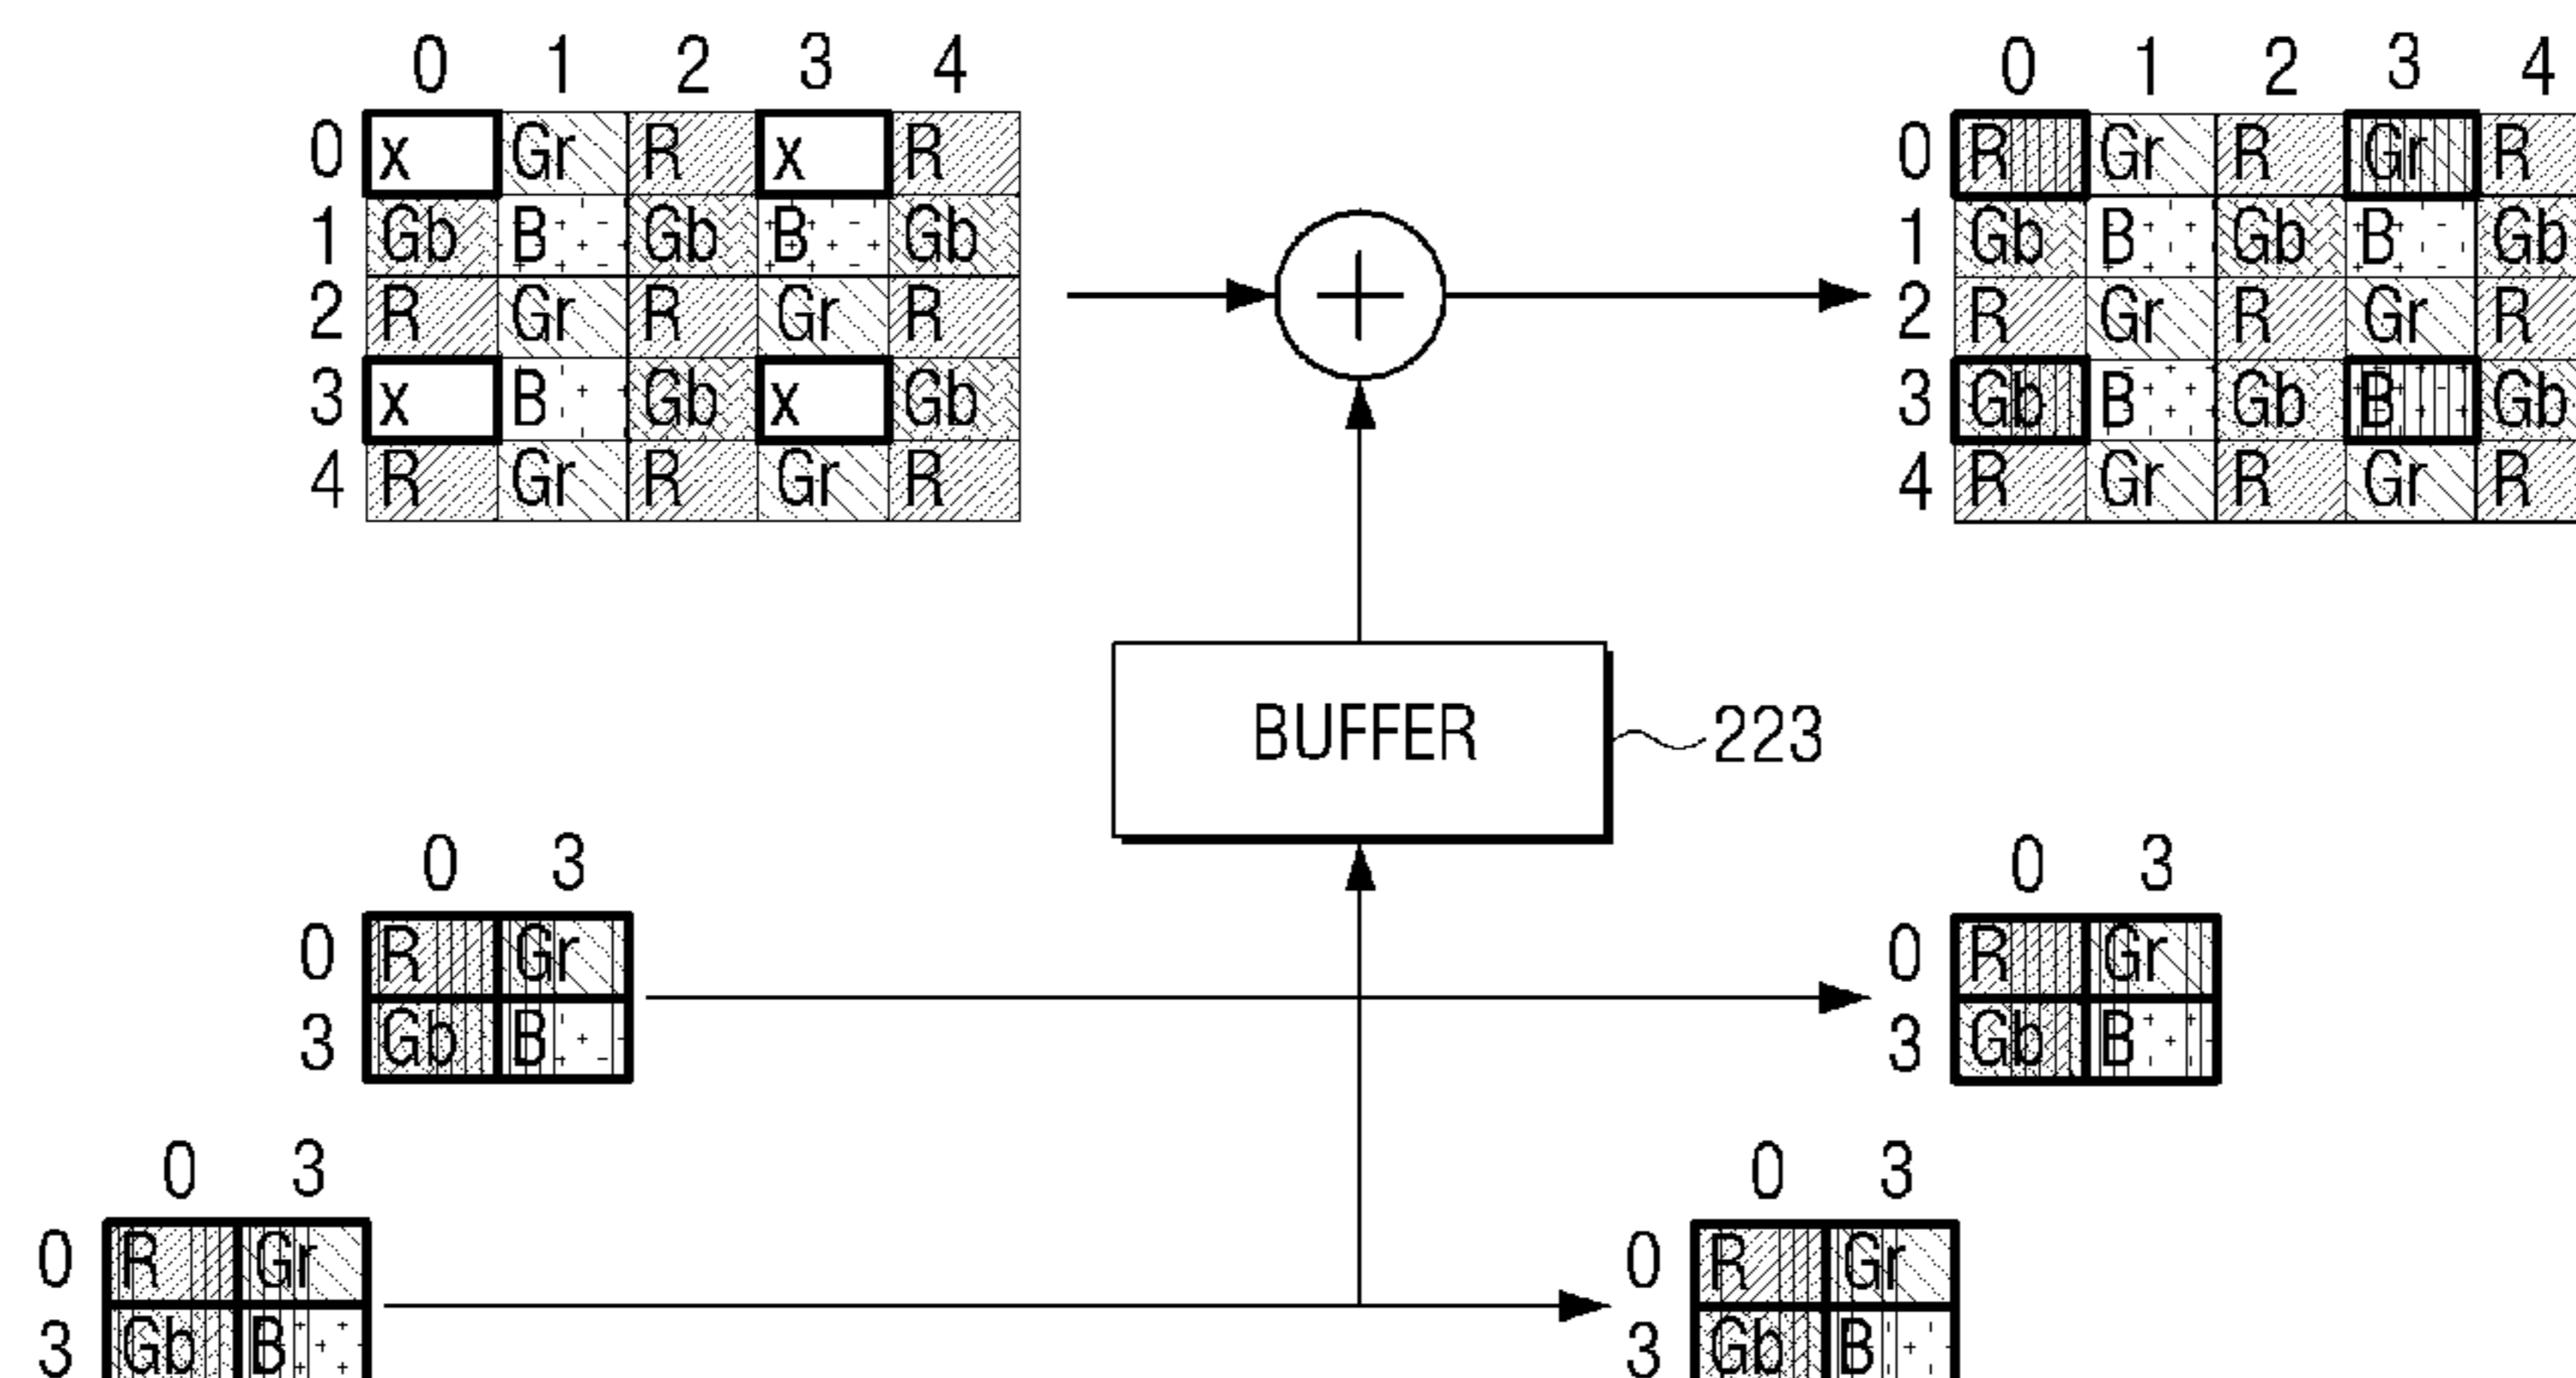 0 1 2 3 4
0 x Gr R x R
1 Gb B Gb B Gb
2 R Gr R Gr R
3 x B Gb x Gb
4 R Gr R Gr R
0 1 2 3 4
0 R Gr R Gr R
1 Gb B Gb B Gb
2 R Gr R Gr R
3 Gb B Gb B Gb
4 R Gr R Gr R
BUFFER
223
0 3
0 R Gr
3 Gb B
0 3
0 R Gr
3 Gb B
0 3
0 R Gr
3 Gb B
0 3
0 R Gr
3 Gb B